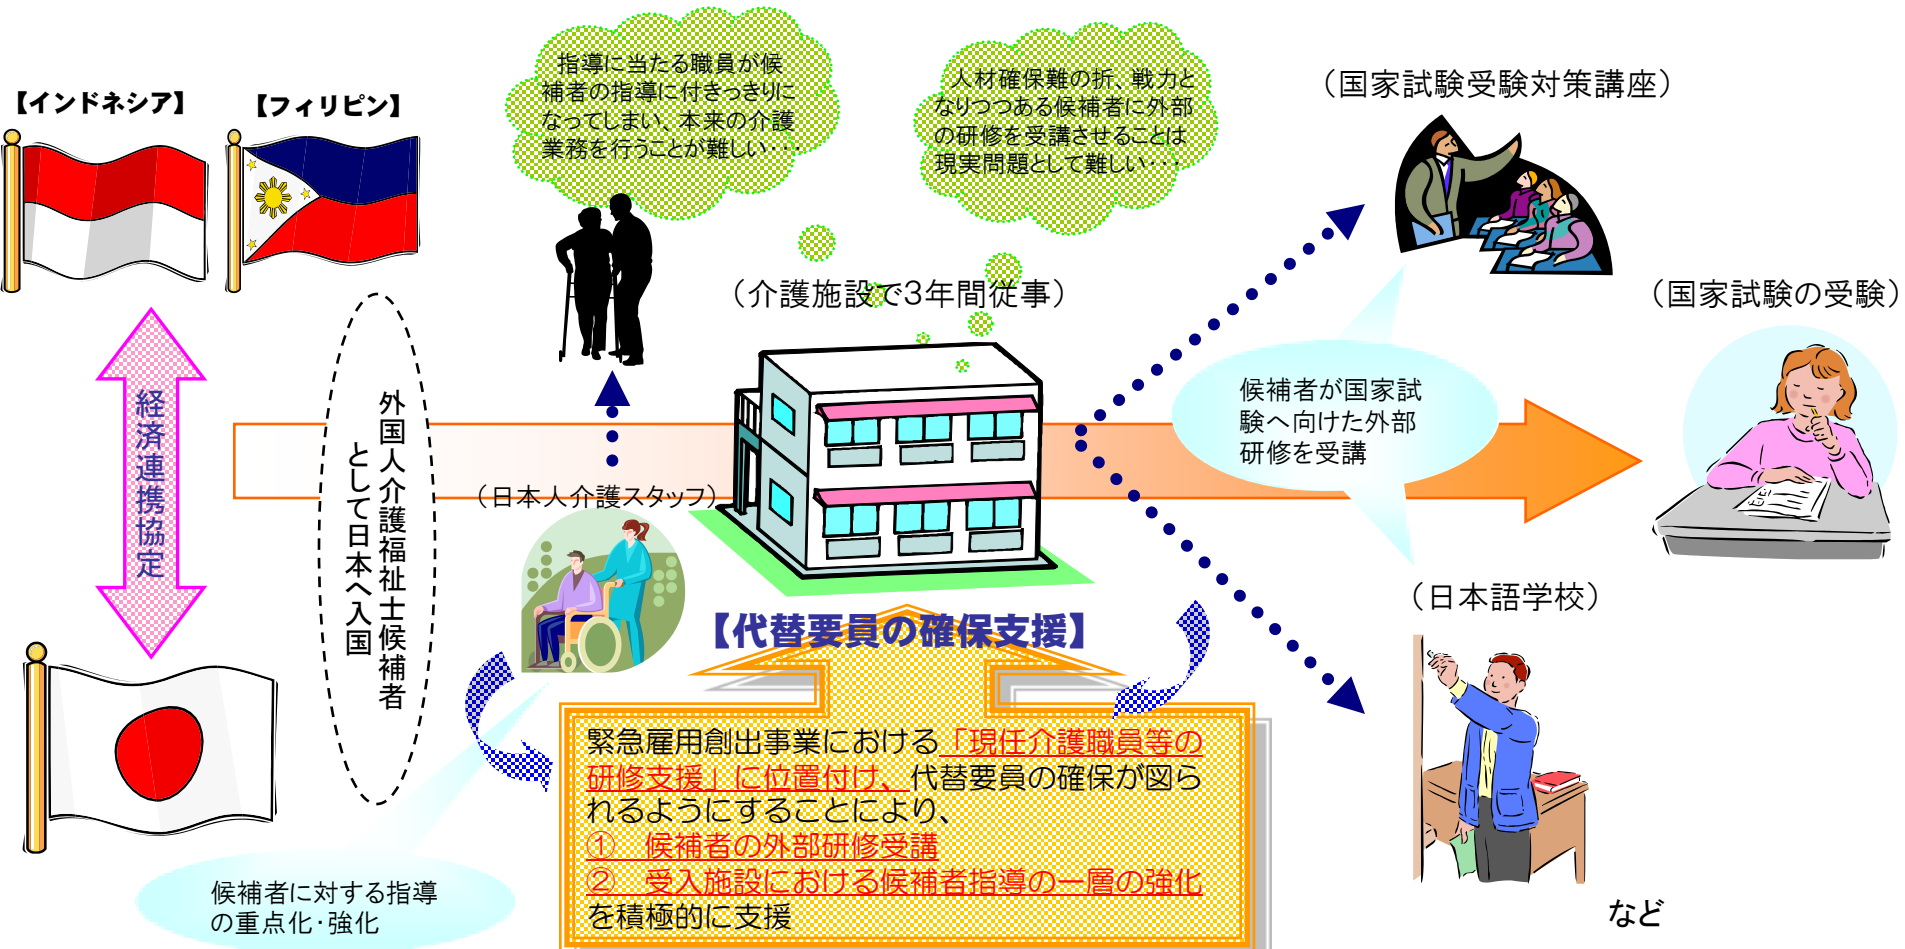 【インドネシア】
【フィリピン】
指導に当たる職員が候
補者の指導に付きっきりに
なってしまい、本来の介護
業務を行うことが難しい・・・
人材確保難の折、戦力と
なりつつある候補者に外部
の研修を受講させることは
現実問題として難しい・・・
（国家試験受験対策講座）
（介護施設で3年間従事）
（国家試験の受験）
経済連携協定
外国人介護福祉士候補者
として日本へ入国
候補者が国家試
験へ向けた外部
研修を受講
（日本人介護スタッフ）
（日本語学校）
【代替要員の確保支援】
緊急雇用創出事業における「現任介護職員等の
研修支援」に位置付け、代替要員の確保が図ら
れるようにすることにより、
①　候補者の外部研修受講
②　受入施設における候補者指導の一層の強化
を積極的に支援
候補者に対する指導
の重点化・強化
など